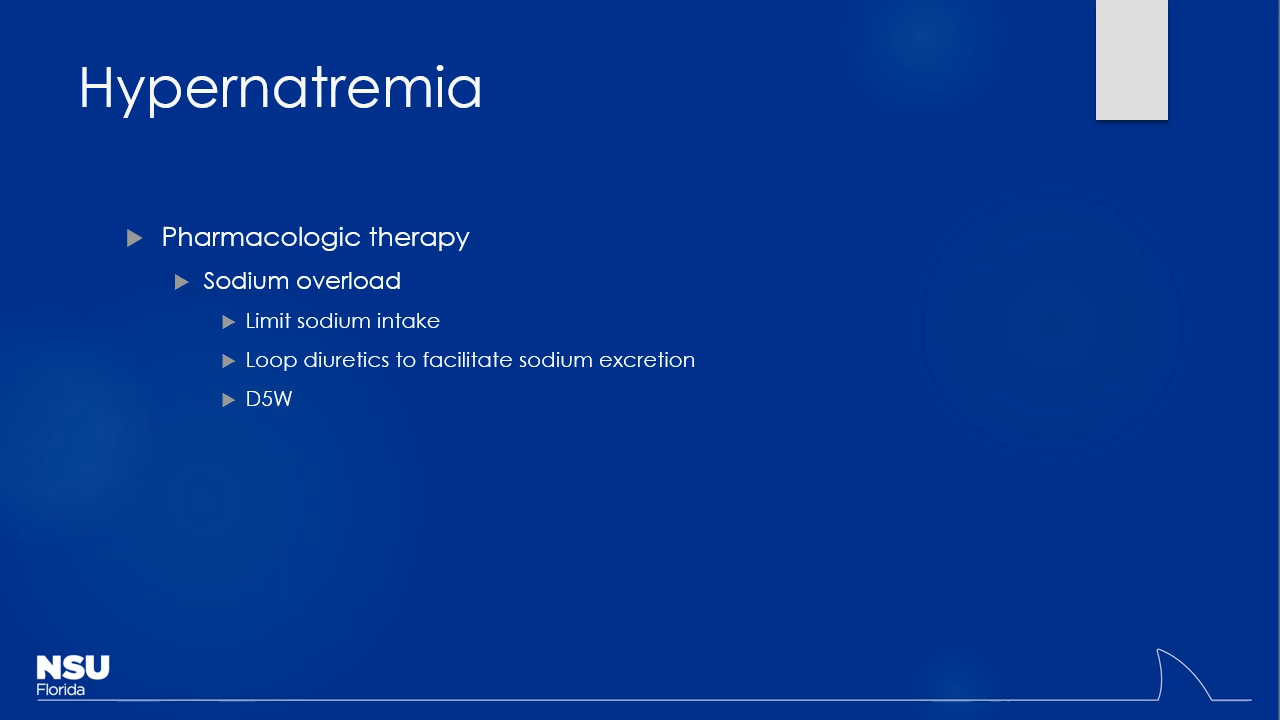 Hypernatremia
Pharmacologic therapy
Sodium overload
Limit sodium intake
Loop diuretics to facilitate sodium excretion
D5W
NSU
Florida